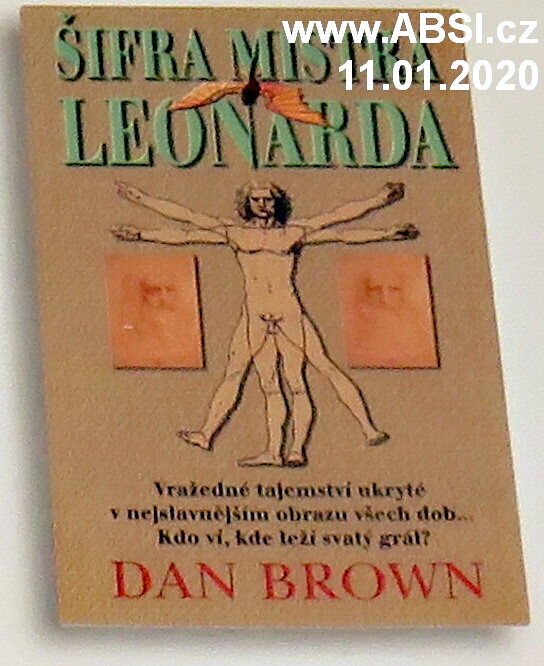 www.ABSI.cz
11.01.2020
ŠIFRA MISTRA
LEONARDA
Vražedné tajemství ukryté
v nejslavnějším obrazu všech dob...
Kdo ví, kde leží svatý grál?
DAN BROWN